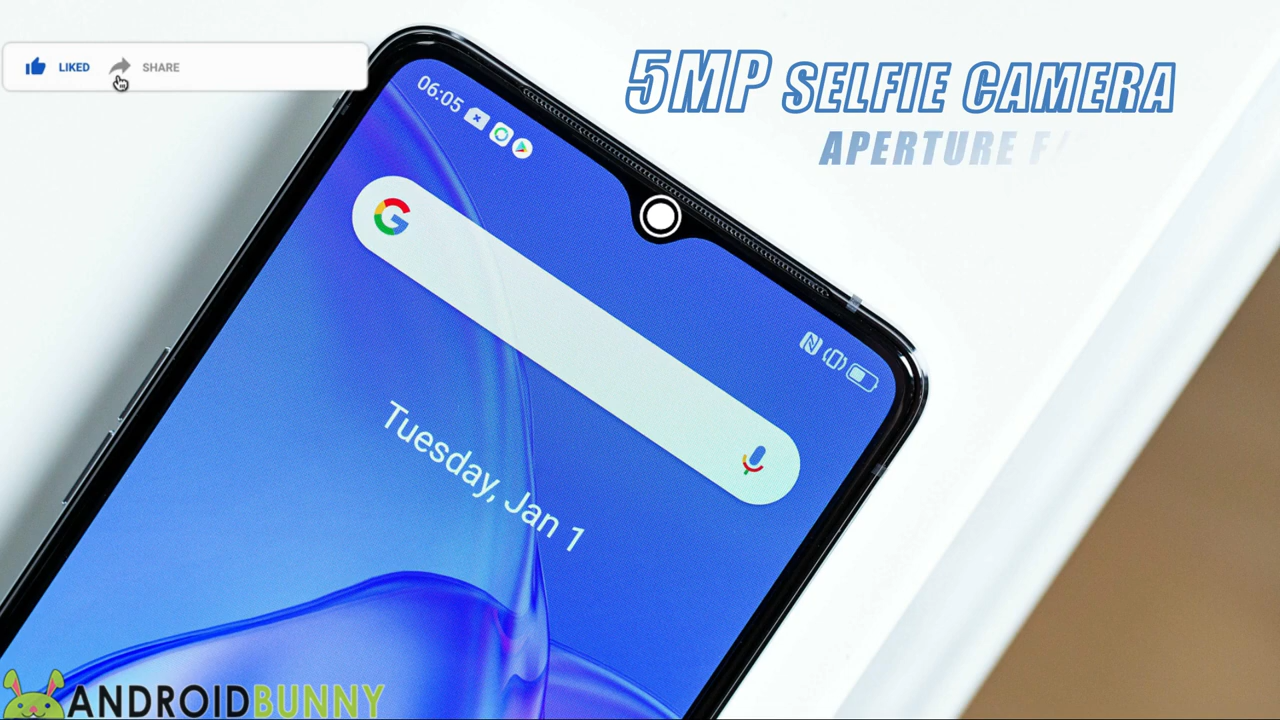 LIKED SHARE
5MP SELFIE CAMERA
APERTURE
06:05
Tuesday, Jan 1
ANDROIDBUNNY